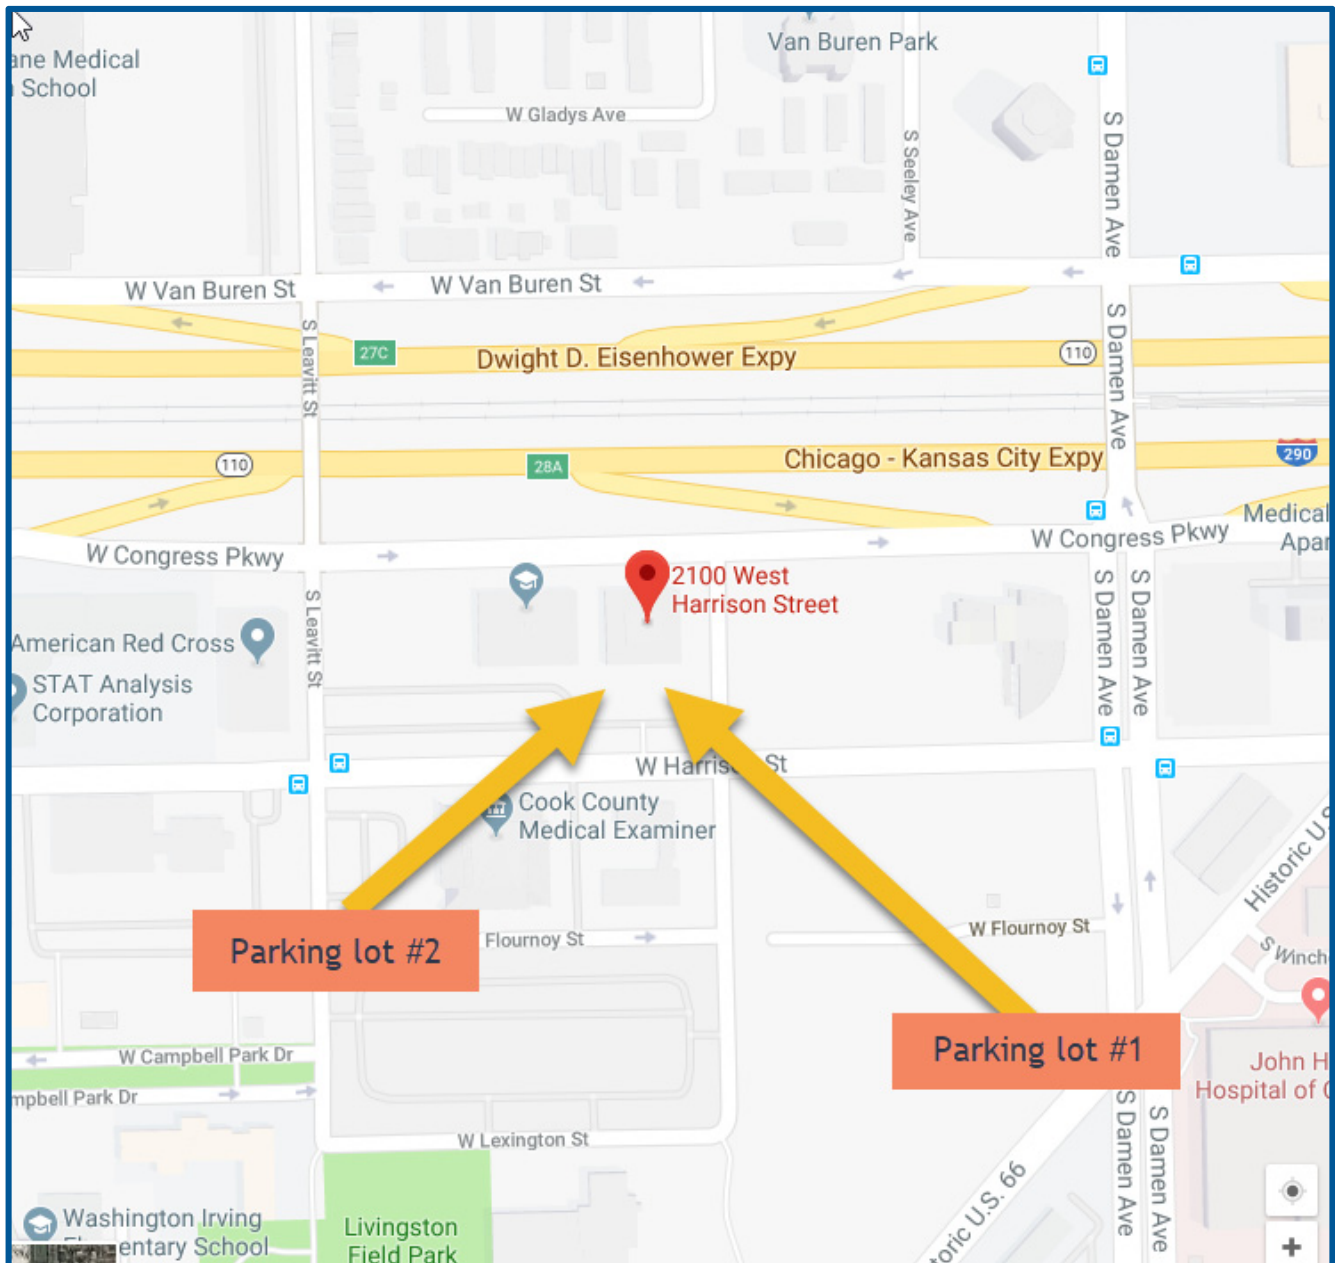 ane Medical
School
Van Buren Park
W Gladys Ave
S Seeley Ave
S Damen Ave
W Van Buren St
W Van Buren St
S Leavitt St
27C
Dwight D. Eisenhower Expy
110
S Damen Ave
110
28A
Chicago - Kansas City Expy
290
W Congress Pkwy
W Congress Pkwy
Medical
Apar
2100 West
Harrison Street
S Leavitt St
S Damen Ave
S Damen Ave
American Red Cross
STAT Analysis
Corporation
W Harrison St
Cook County
Medical Examiner
Historic U.S
Parking lot #2
Flournoy St
W Flournoy St
S Winch
Parking lot #1
W Campbell Park Dr
mpbell Park Dr
John H
Hospital of C
W Lexington St
S Damen Ave
S Damen Ave
toric U.S. 66
Washington Irving
Elementary School
Livingston
Field Park